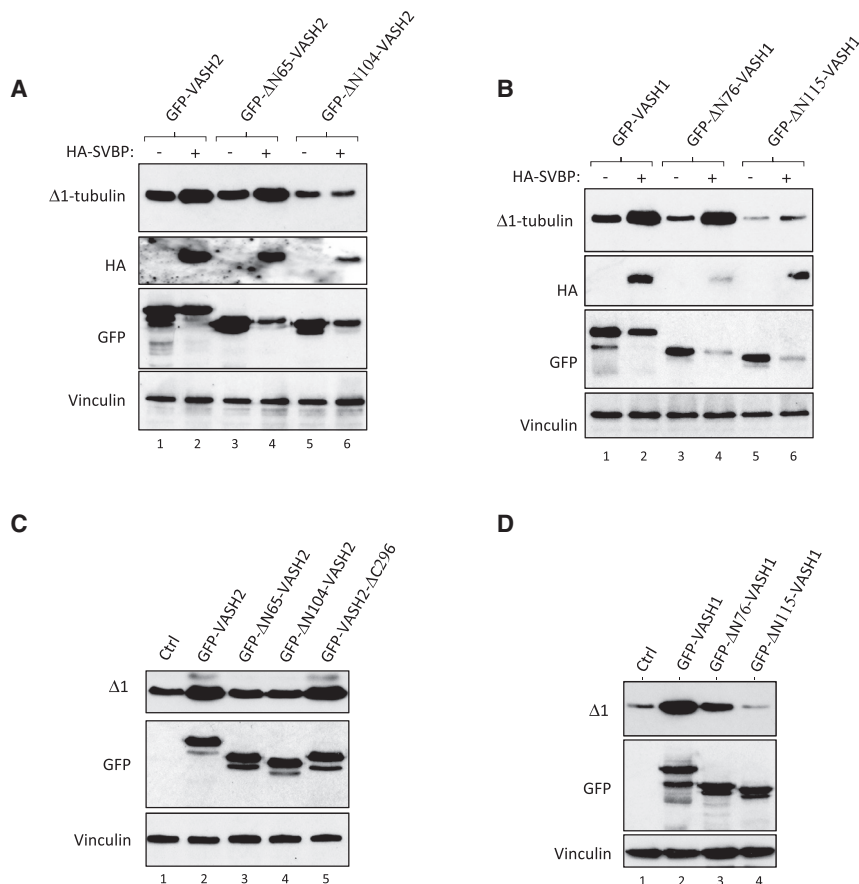 A
GFP-VASH2
GFP-ΔN65-VASH2
GFP-ΔN104-VASH2
HA-SVBP: - + - + - +
Δ1-tubulin
HA
GFP
Vinculin
1 2 3 4 5 6
B
GFP-VASH1
GFP-ΔN76-VASH1
GFP-ΔN115-VASH1
HA-SVBP: - + - + - +
Δ1-tubulin
HA
GFP
Vinculin
1 2 3 4 5 6
C
Ctrl
GFP-VASH2
GFP-ΔN65-VASH2
GFP-ΔN104-VASH2
GFP-VASH2-ΔC296
Δ1
GFP
Vinculin
1 2 3 4 5
D
Ctrl
GFP-VASH1
GFP-ΔN76-VASH1
GFP-ΔN115-VASH1
Δ1
GFP
Vinculin
1 2 3 4